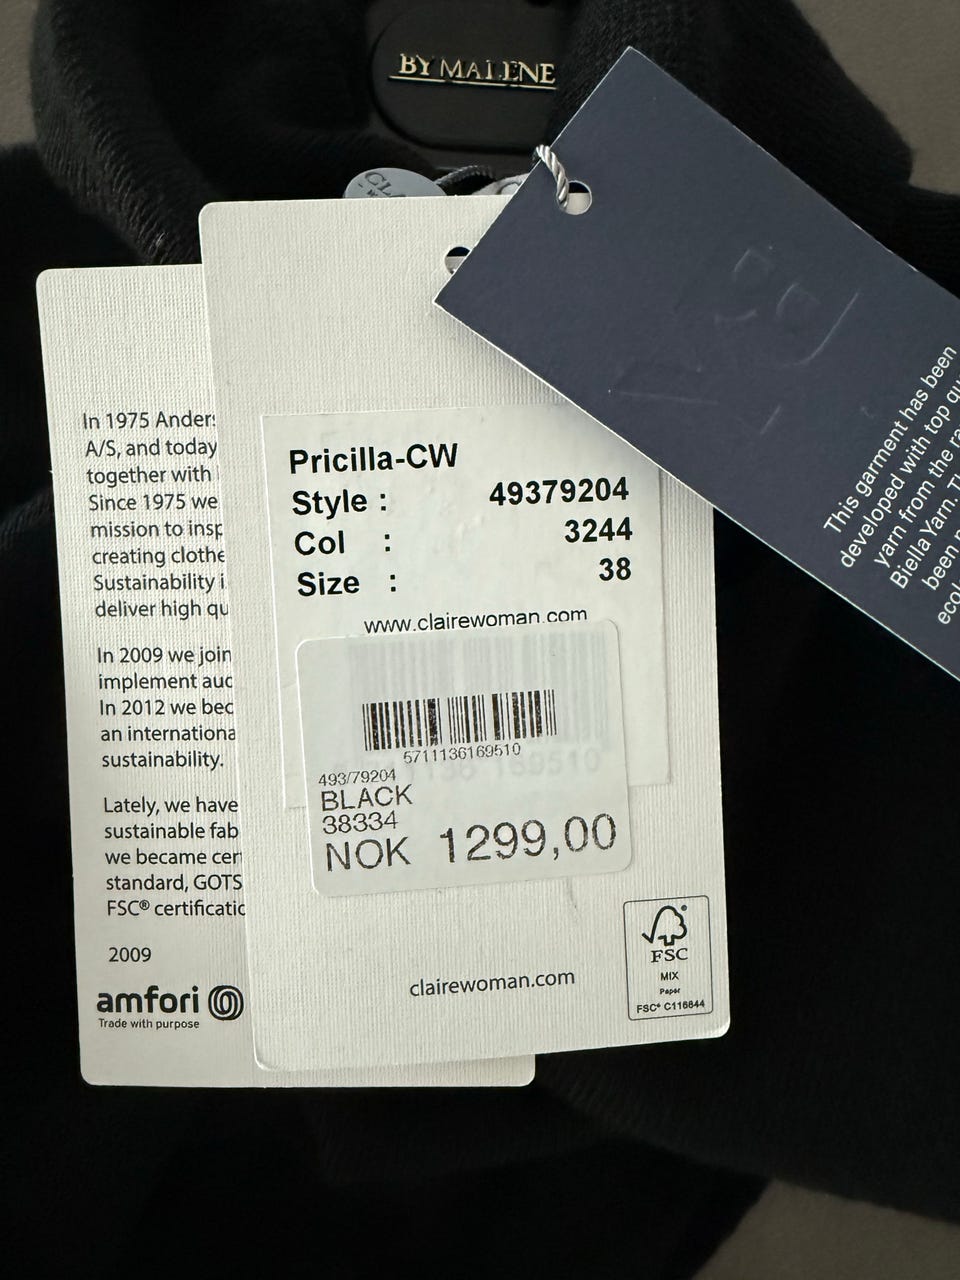 BY MALENE
CLA
In 1975 Anders
A/S, and today
together with
Since 1975 we
mission to insp
creating clothe
Sustainability i
deliver high qu
In 2009 we join
implement aud
In 2012 we bec
an internationa
sustainability.
Lately, we have
sustainable fab
we became cert
standard, GOTS
FSC® certificatio
2009
amfori
Trade with purpose
Pricilla-CW
Style : 49379204
Col : 3244
Size : 38
www.clairewoman.com
5711136169510
493/79204
BLACK
38334
NOK 1299,00
clairewoman.com
FSC
MIX
Paper
FSC® C116844
This garment has been
developed with top qu
yarn from the ra
Biella Yarn. T
been
ecol